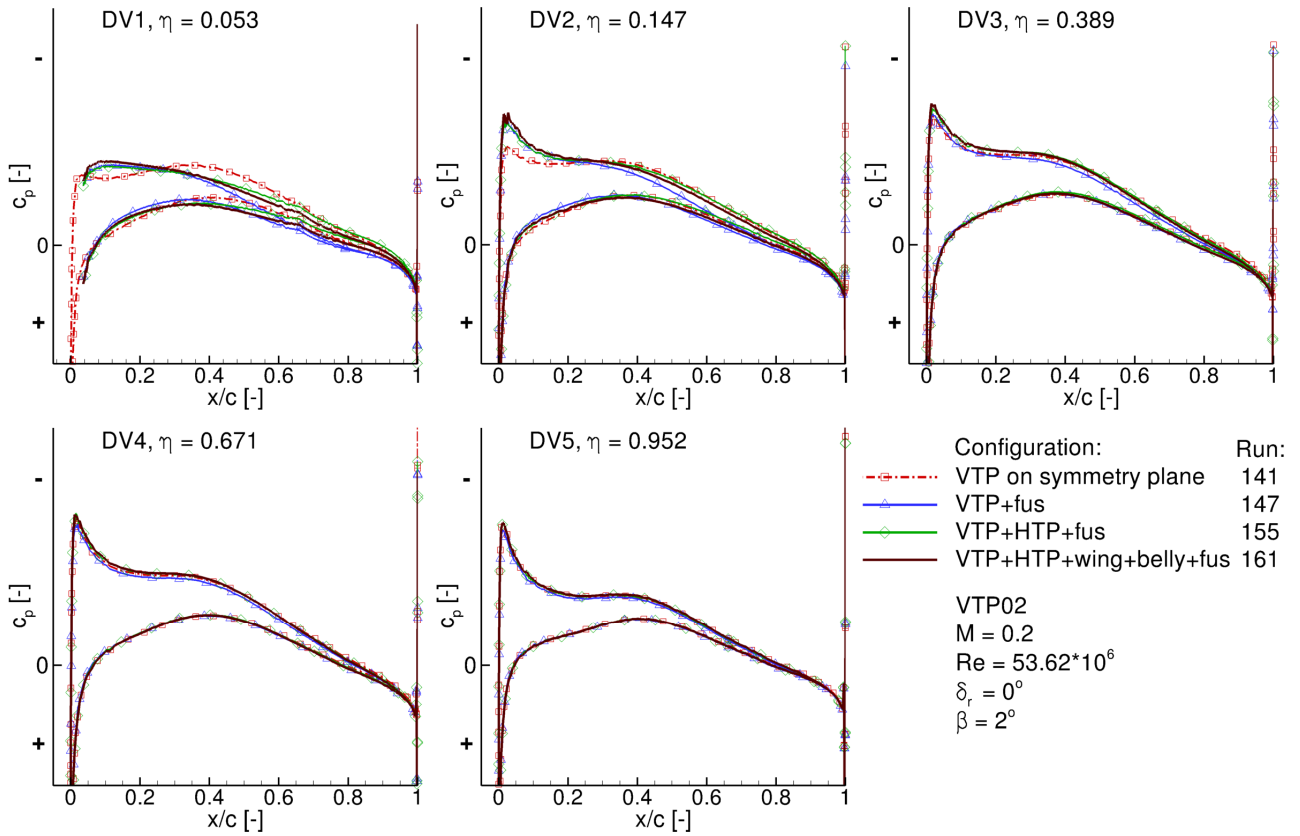 DV1, η = 0.053
DV2, η = 0.147
DV3, η = 0.389
-
-
-
c_p [-]
c_p [-]
c_p [-]
0
0
0
+
+
+
0 0.2 0.4 0.6 0.8 1
0 0.2 0.4 0.6 0.8 1
0 0.2 0.4 0.6 0.8 1
x/c [-]
x/c [-]
x/c [-]
DV4, η = 0.671
DV5, η = 0.952
-
-
c_p [-]
c_p [-]
0
0
+
+
0 0.2 0.4 0.6 0.8 1
0 0.2 0.4 0.6 0.8 1
x/c [-]
x/c [-]
Configuration: Run:
VTP on symmetry plane 141
VTP+fus 147
VTP+HTP+fus 155
VTP+HTP+wing+belly+fus 161
VTP02
M = 0.2
Re = 53.62*10⁶
δ_r = 0°
β = 2°